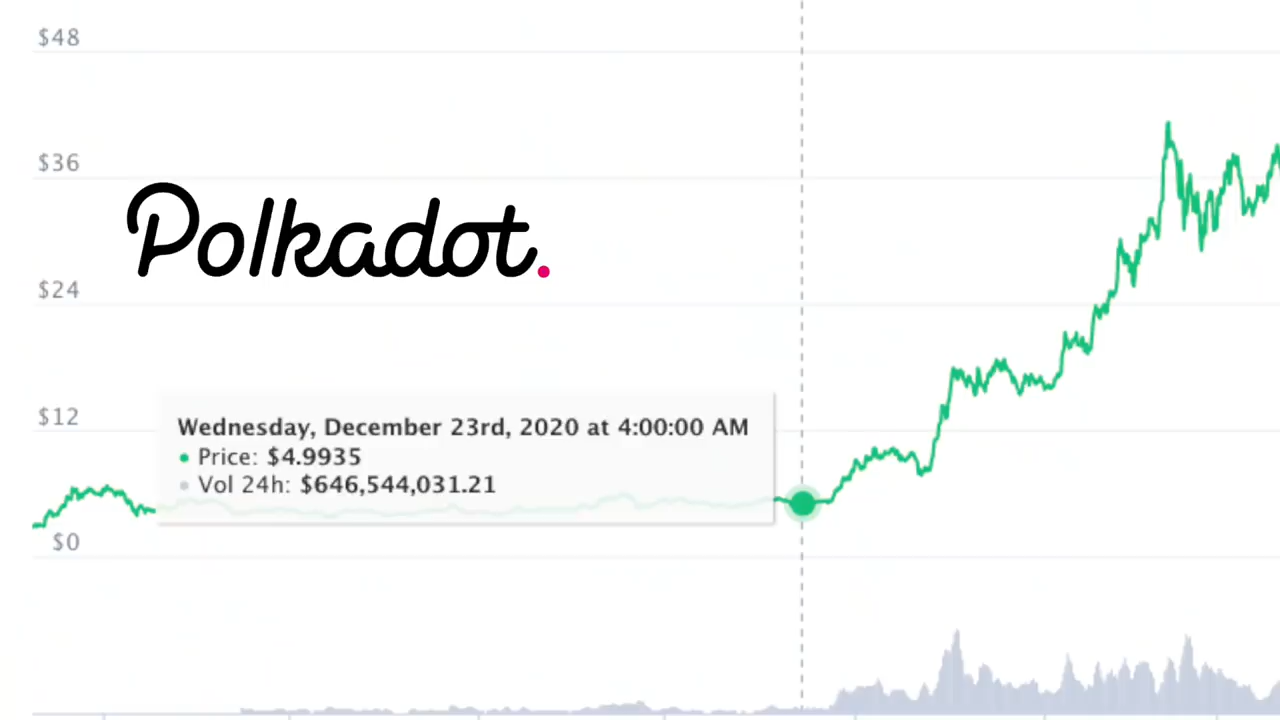 $48
$36
Polkadot.
$24
$12
Wednesday, December 23rd, 2020 at 4:00:00 AM
Price: $4.9935
Vol 24h: $646,544,031.21
$0